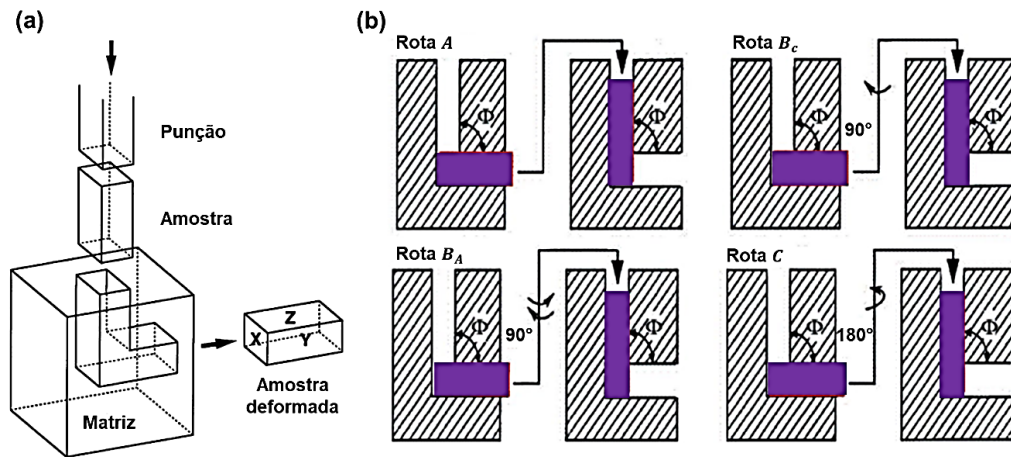 (a)
Punção
Amostra
Matriz
X
Z
Y
Amostra
deformada
(b)
Rota A
Φ
Φ
Rota Bc
Φ
90°
Φ
Rota BA
Φ
90°
Φ
Rota C
Φ
180°
Φ